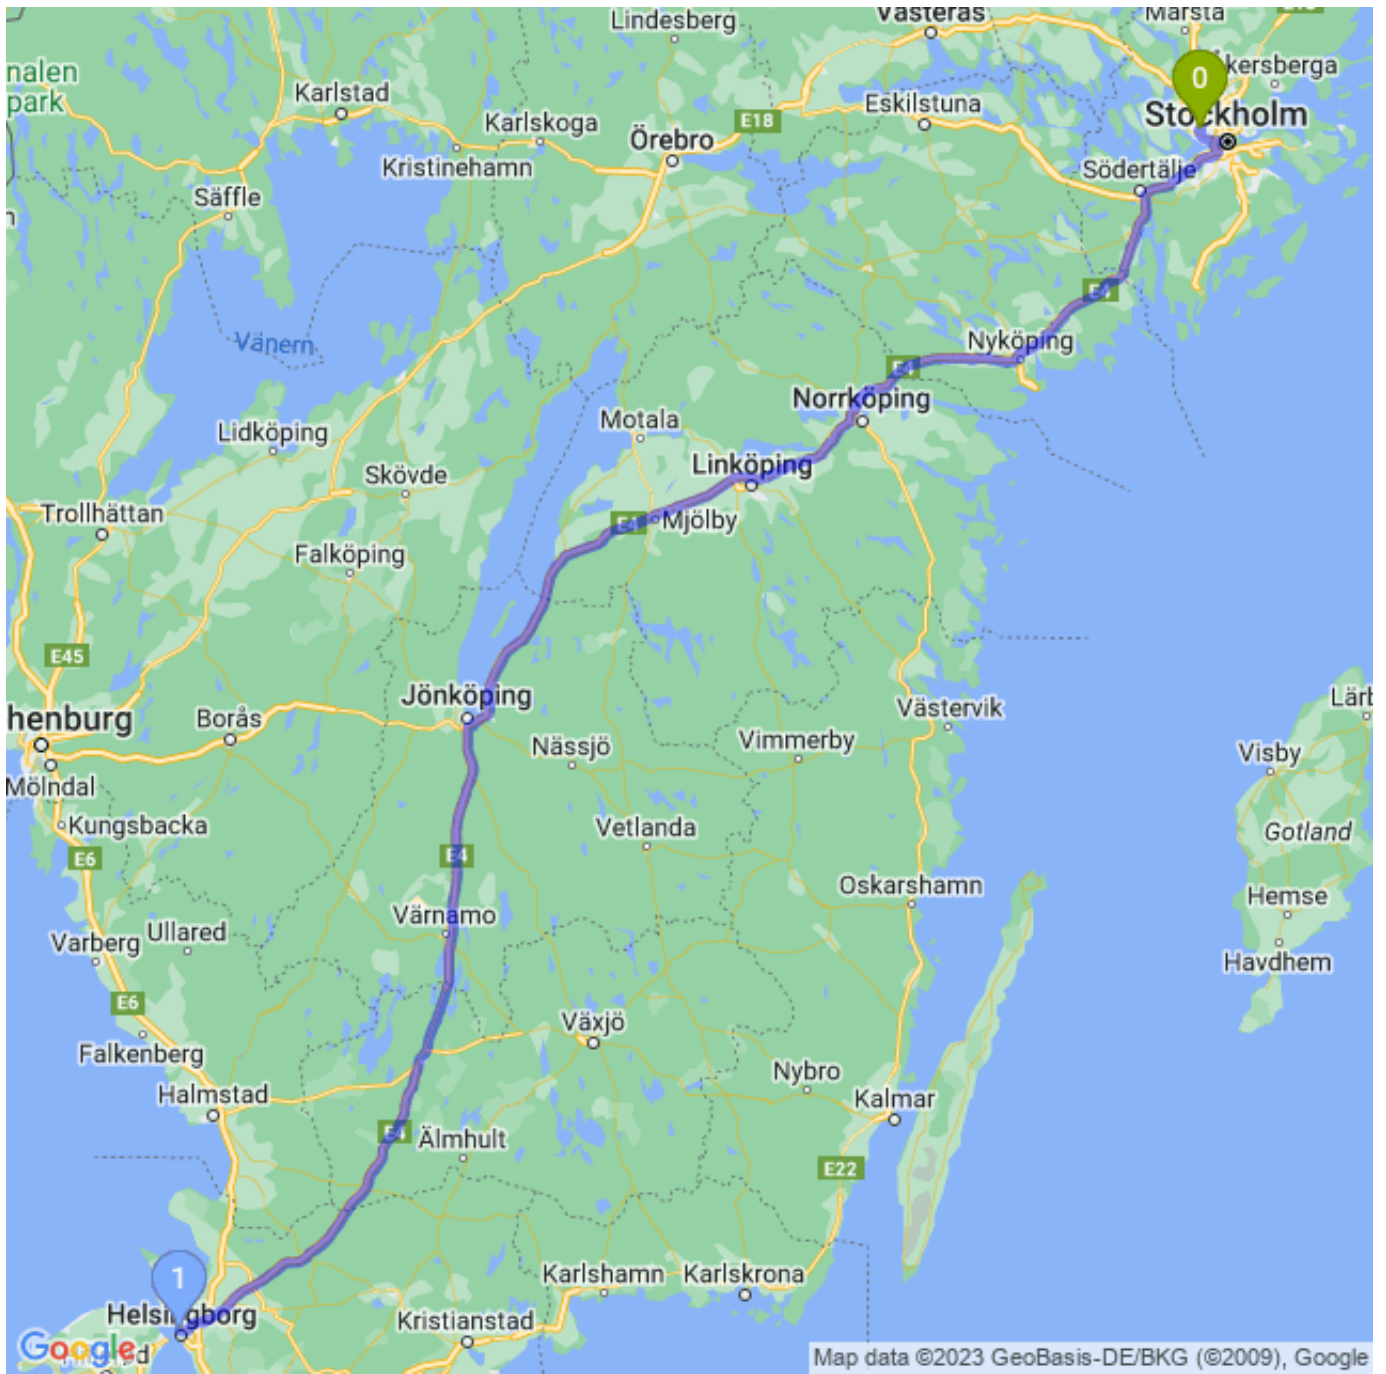 Lindesberg
Västerås
Märsta
nalen
park
Karlstad
Karlskoga
Kristinehamn
Örebro
E18
Eskilstuna
0
kersberga
Stockholm
Södertälje
Säffle
E4
Vänern
Nyköping
E4
Norrköping
Motala
Lidköping
Linköping
Skövde
Trollhättan
E4
Mjölby
Falköping
E45
Jönköping
henburg
Borås
Västervik
Lärb
Nässjö
Vimmerby
Visby
Mölndal
Kungsbacka
Vetlanda
Gotland
E6
E4
Oskarshamn
Hemse
Värnamo
Ullared
Varberg
Havdhem
E6
Växjö
Falkenberg
Nybro
Halmstad
Kalmar
E4
Älmhult
E22
1
Karlshamn
Karlskrona
Helsingborg
Kristianstad
Google
Map data ©2023 GeoBasis-DE/BKG (©2009), Google